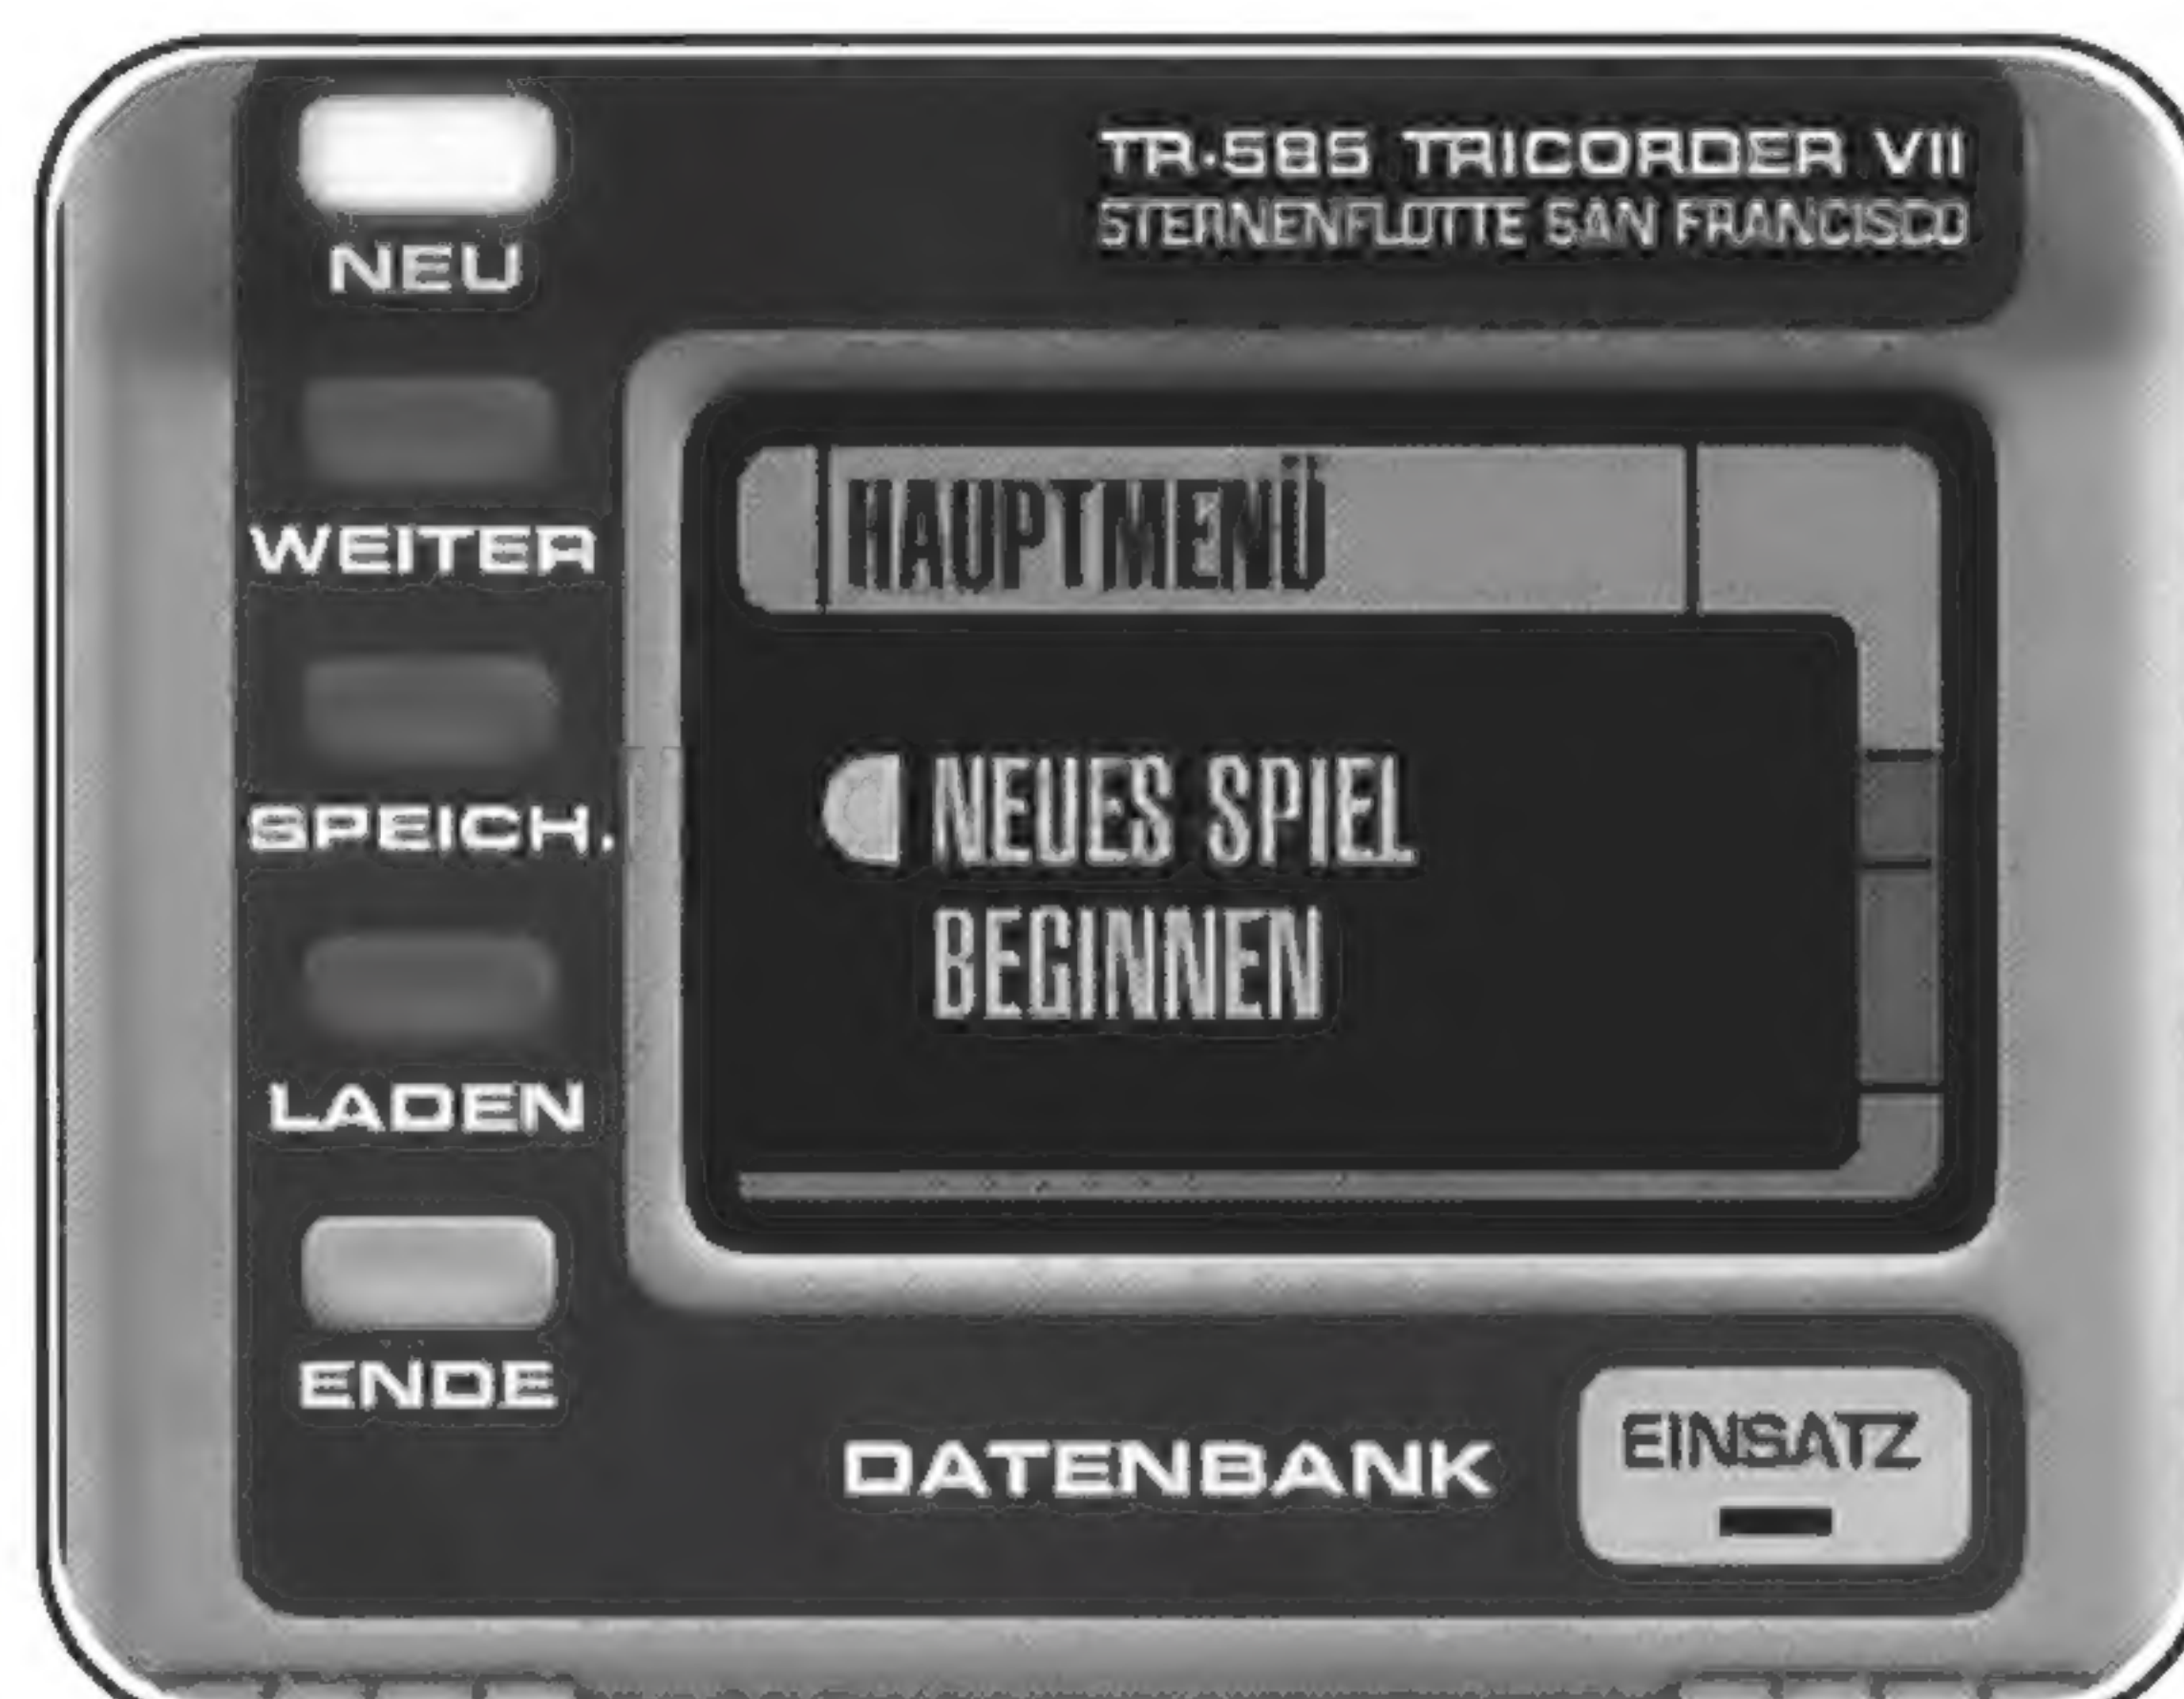 NEU
TR-585 TRICORDER VII
STERNENFLOTTE SAN FRANCISCO
WEITER
SPEICH.
LADEN
ENDE
HAUPTMENÜ
NEUES SPIEL
BEGINNEN
DATENBANK
EINSATZ